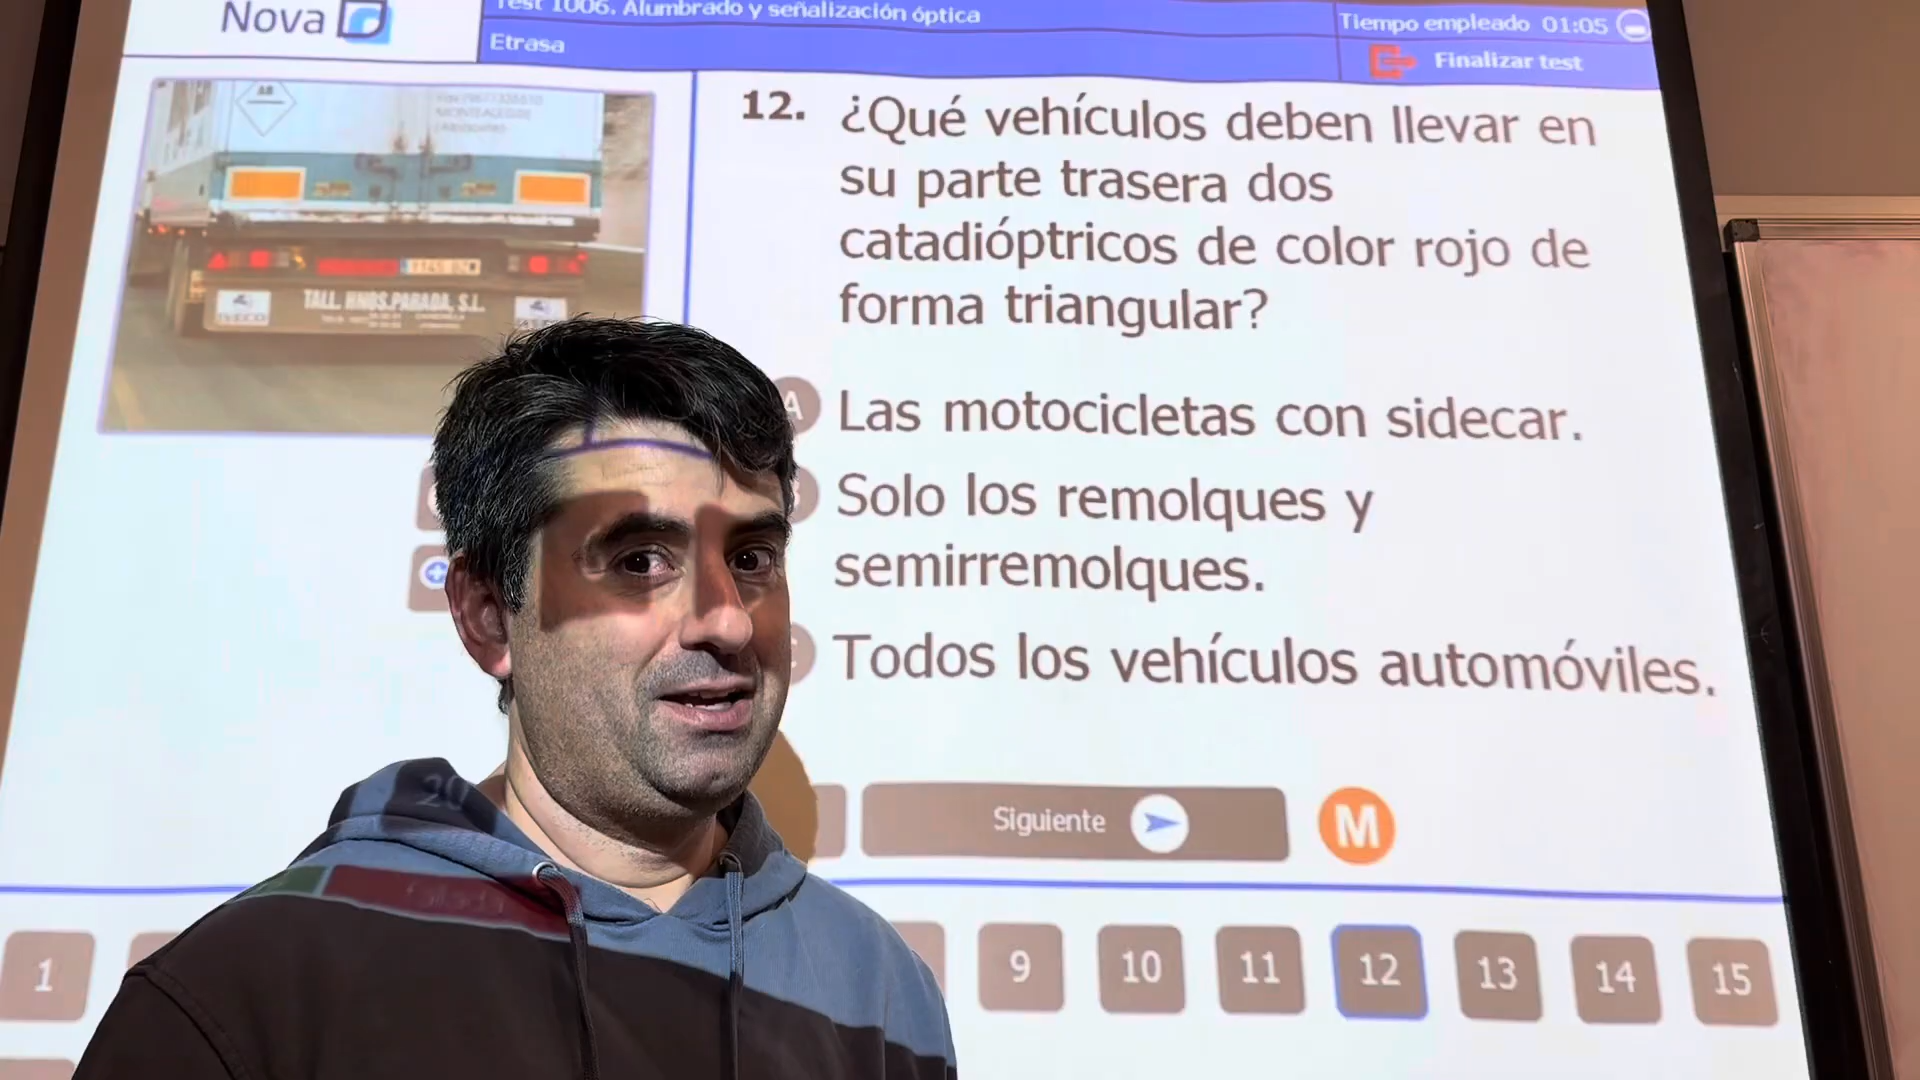 Nova
Test 1006. Alumbrado y señalización óptica
Etrasa
Tiempo empleado 01:05
Finalizar test
12. ¿Qué vehículos deben llevar en
su parte trasera dos
catadióptricos de color rojo de
forma triangular?
A Las motocicletas con sidecar.
Solo los remolques y
semirremolques.
Todos los vehículos automóviles.
TALL. HNOS.PARADA, S.L.
Siguiente
M
1
9
10
11
12
13
14
15